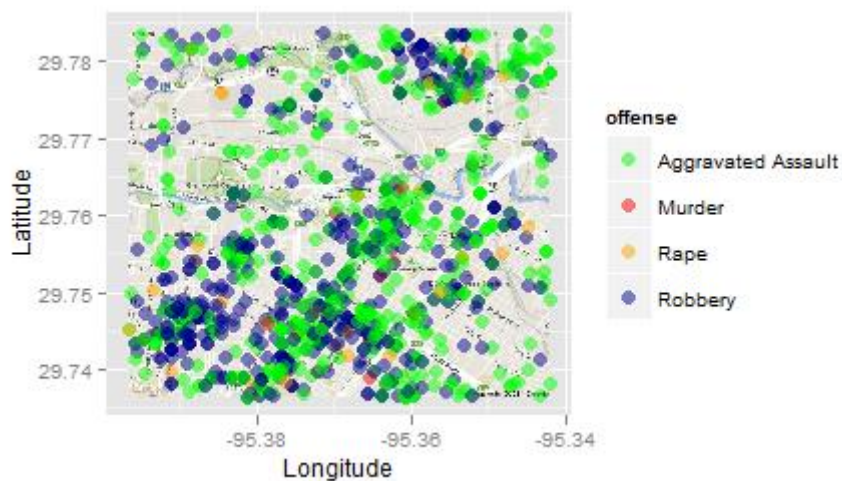 29.78
29.77
29.76
29.75
29.74
-95.38
-95.36
-95.34
Latitude
Longitude
offense
Aggravated Assault
Murder
Rape
Robbery